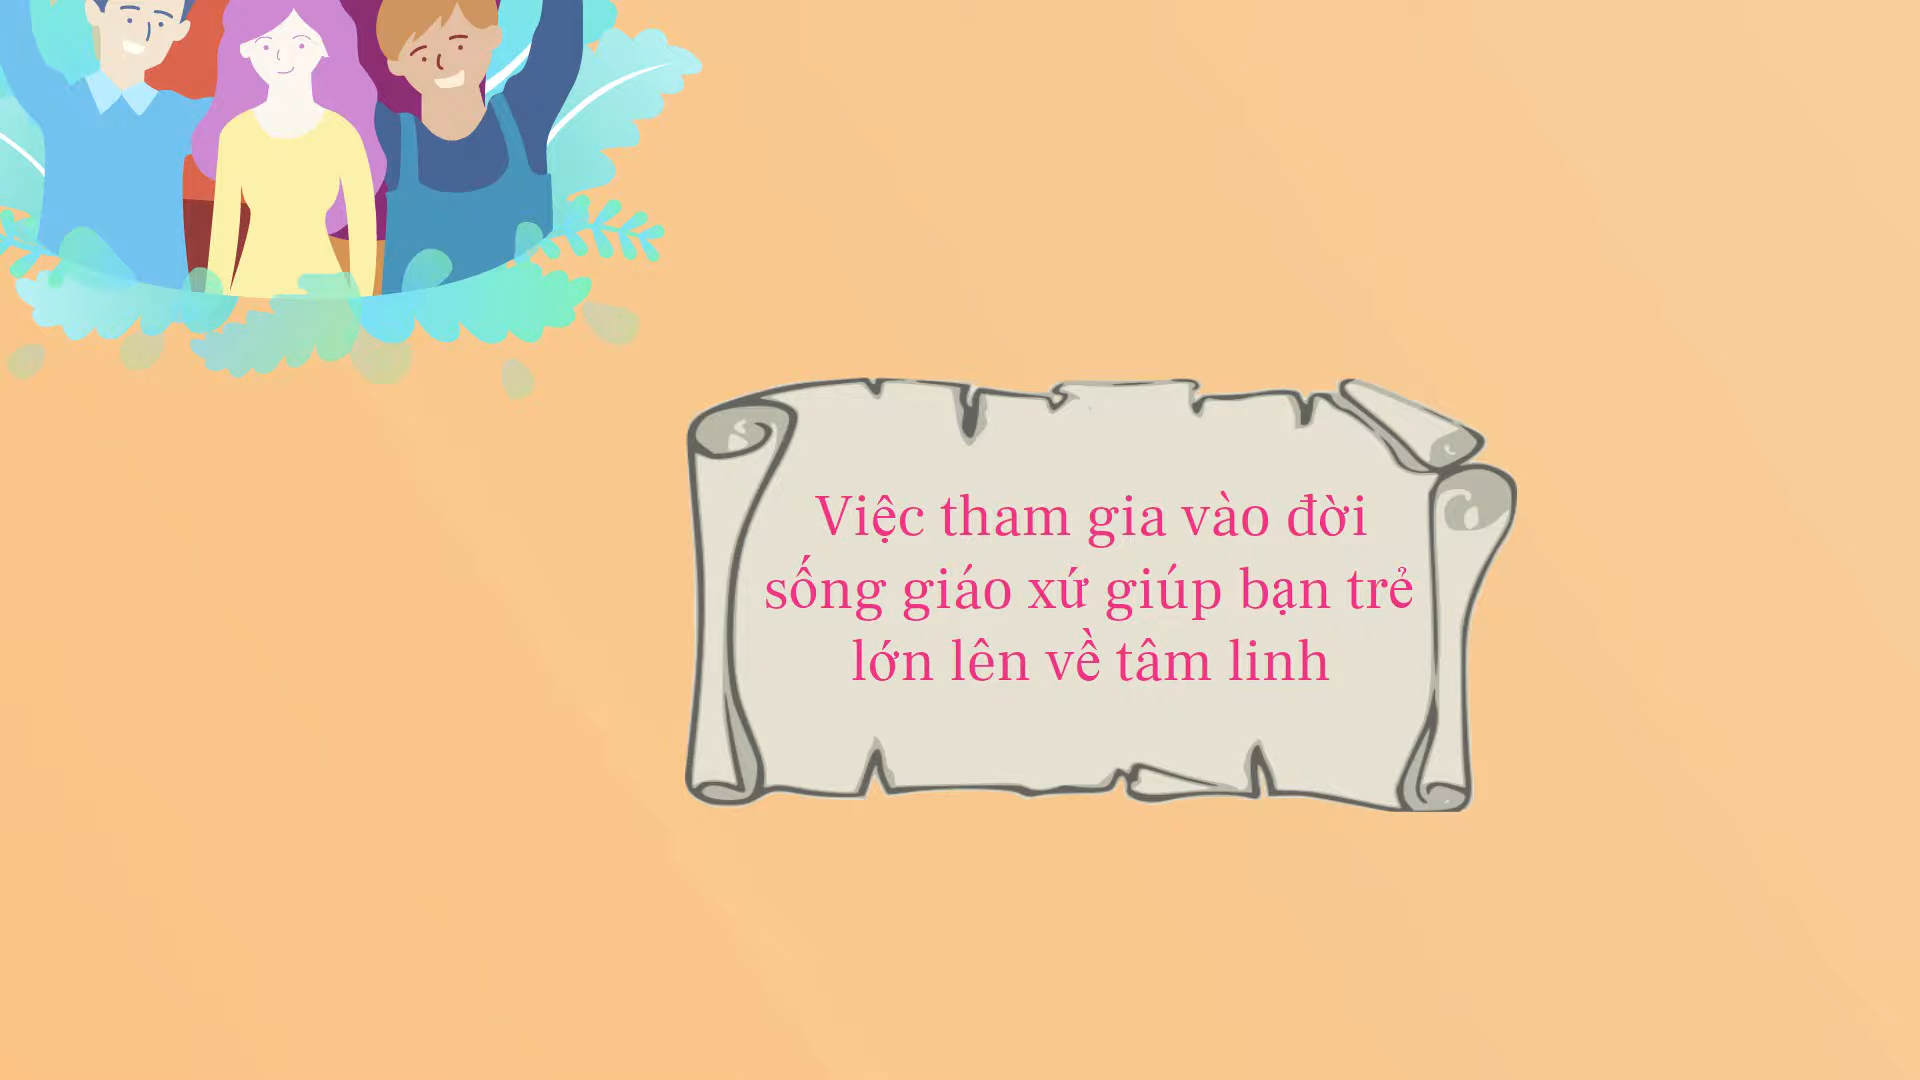 Việc tham gia vào đời
sống giáo xứ giúp bạn trẻ
lớn lên về tâm linh